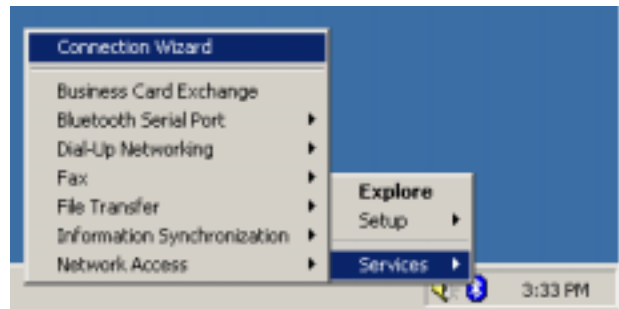 Connection Wizard
Business Card Exchange
Bluetooth Serial Port
Dial-Up Networking
Fax
File Transfer
Information Synchronization
Network Access
Explore
Setup
Services
3:33 PM